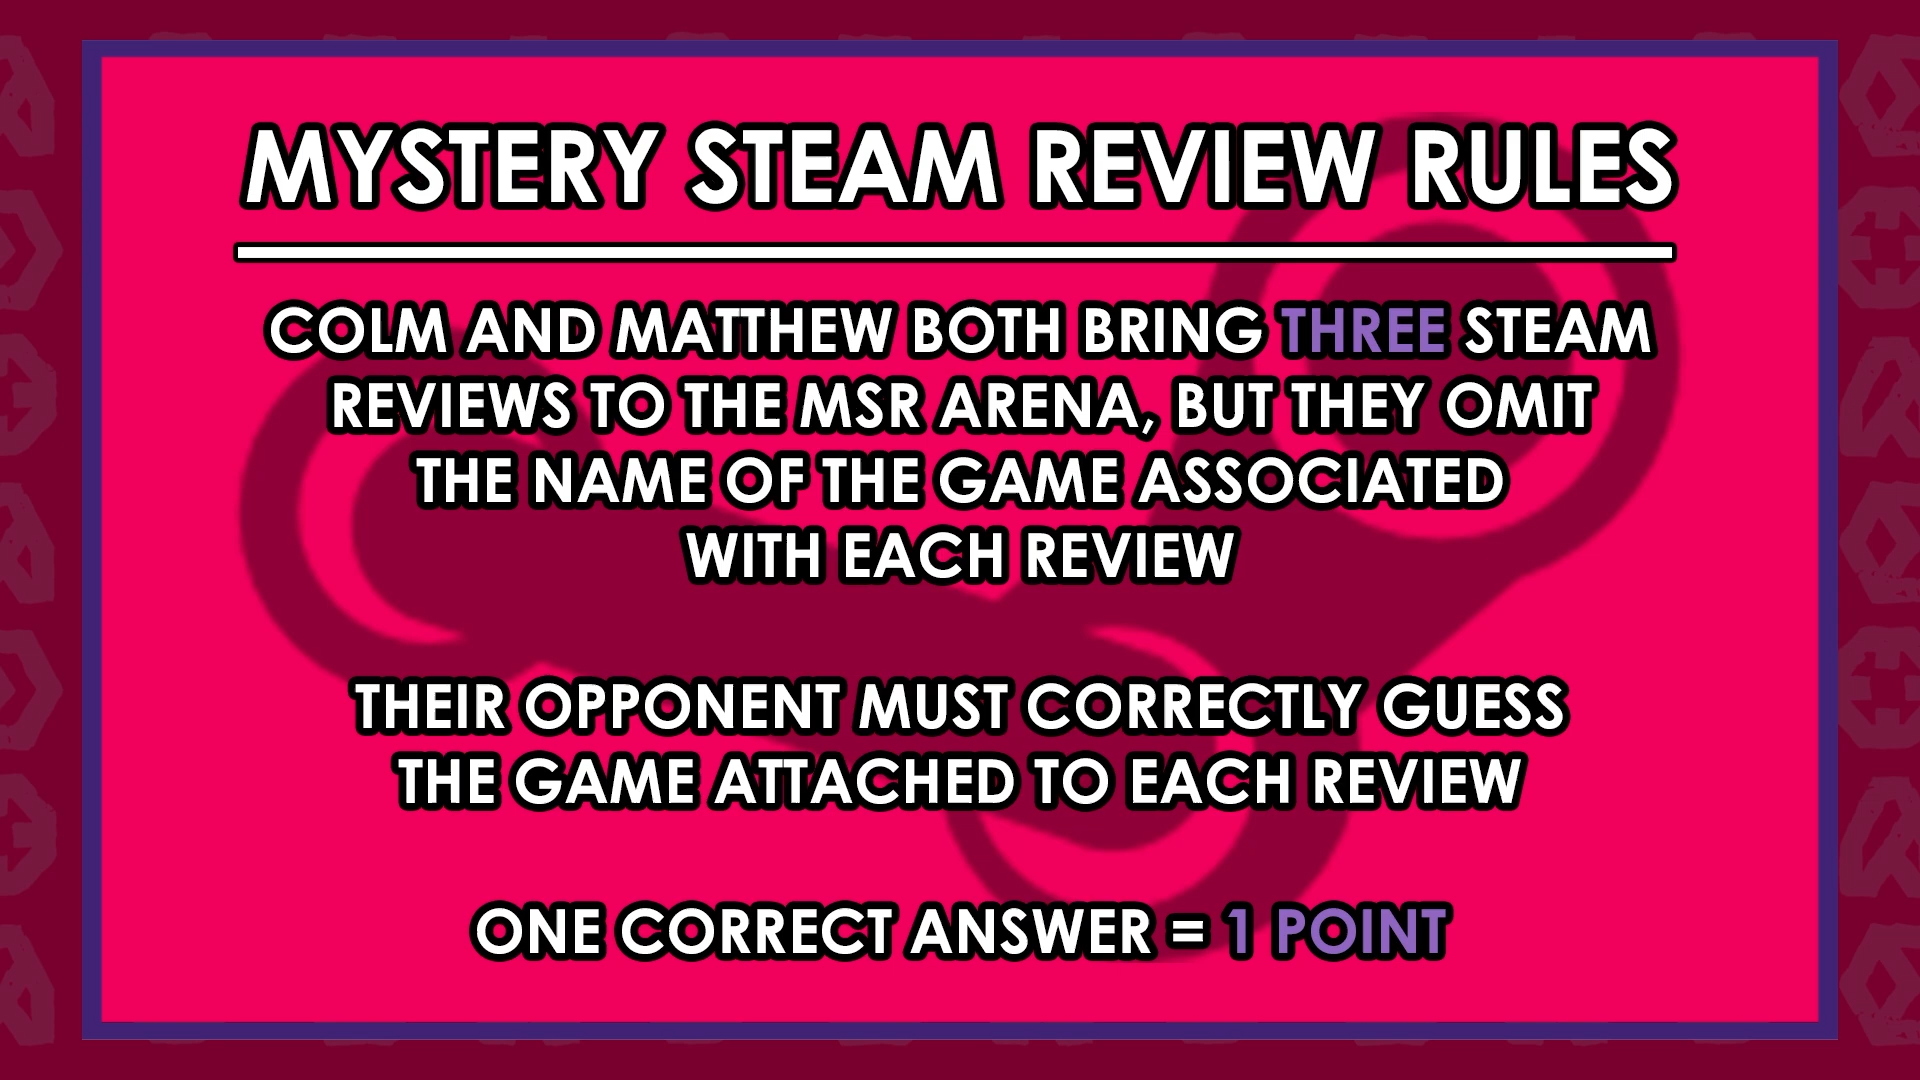 MYSTERY STEAM REVIEW RULES
COLM AND MATTHEW BOTH BRING THREE STEAM
REVIEWS TO THE MSR ARENA, BUT THEY OMIT
THE NAME OF THE GAME ASSOCIATED
WITH EACH REVIEW
THEIR OPPONENT MUST CORRECTLY GUESS
THE GAME ATTACHED TO EACH REVIEW
ONE CORRECT ANSWER = 1 POINT